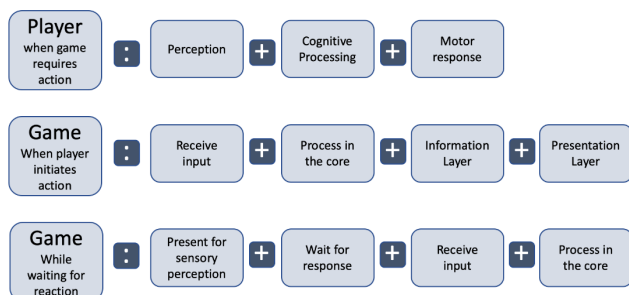 Player
when game
requires
action
:
Perception
+
Cognitive
Processing
+
Motor
response
Game
When player
initiates
action
:
Receive
input
+
Process in
the core
+
Information
Layer
+
Presentation
Layer
Game
While
waiting for
reaction
:
Present for
sensory
perception
+
Wait for
response
+
Receive
input
+
Process in
the core